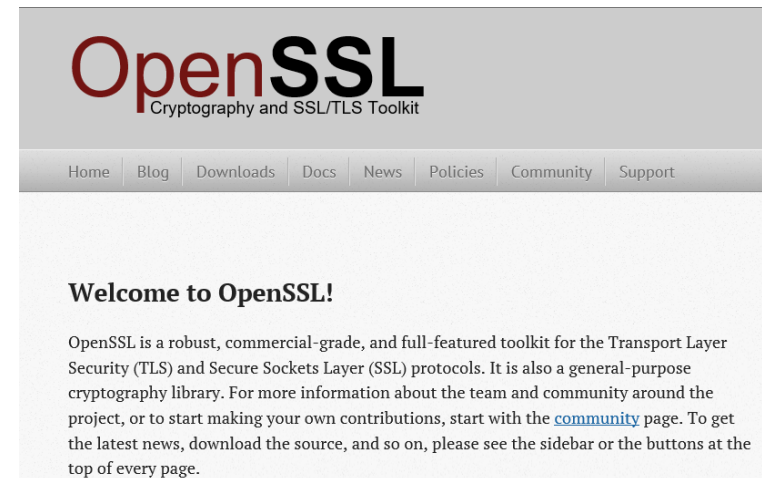 OpenSSL
Cryptography and SSL/TLS Toolkit
Home Blog Downloads Docs News Policies Community Support
Welcome to OpenSSL!
OpenSSL is a robust, commercial-grade, and full-featured toolkit for the Transport Layer
Security (TLS) and Secure Sockets Layer (SSL) protocols. It is also a general-purpose
cryptography library. For more information about the team and community around the
project, or to start making your own contributions, start with the community page. To get
the latest news, download the source, and so on, please see the sidebar or the buttons at the
top of every page.